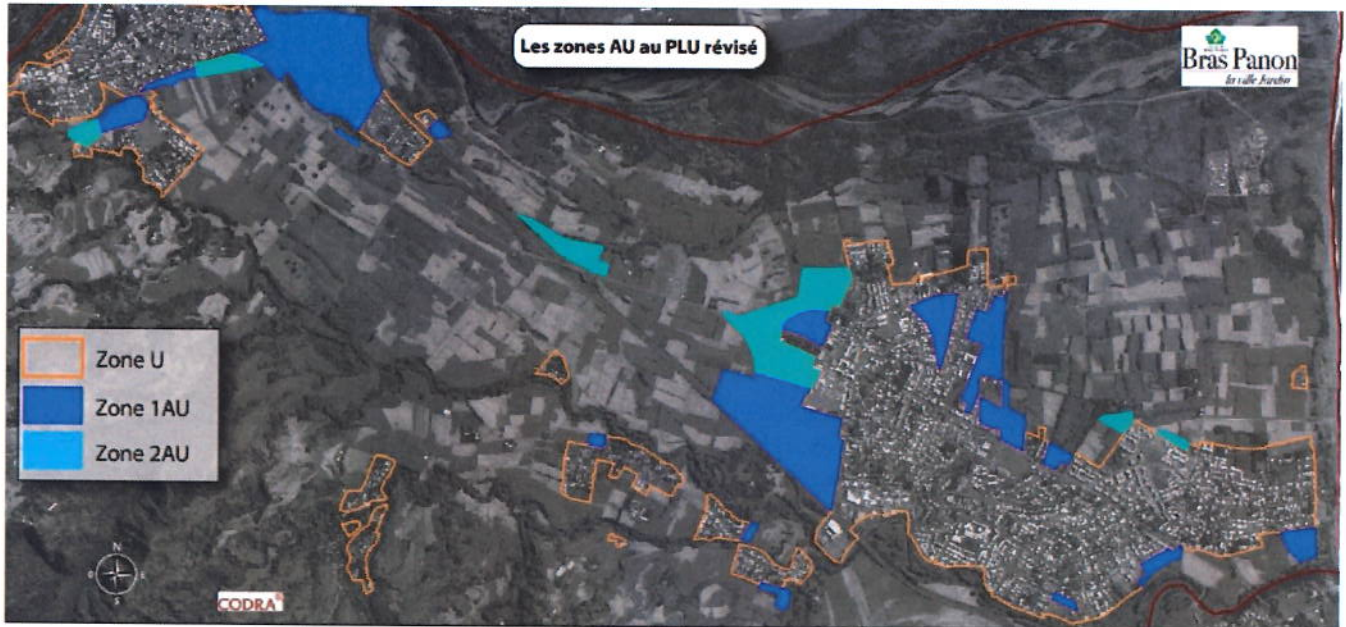 Les zones AU au PLU révisé
Bras Panon
la ville Jardin
Zone U
Zone 1AU
Zone 2AU
N
O
E
S
CODRA